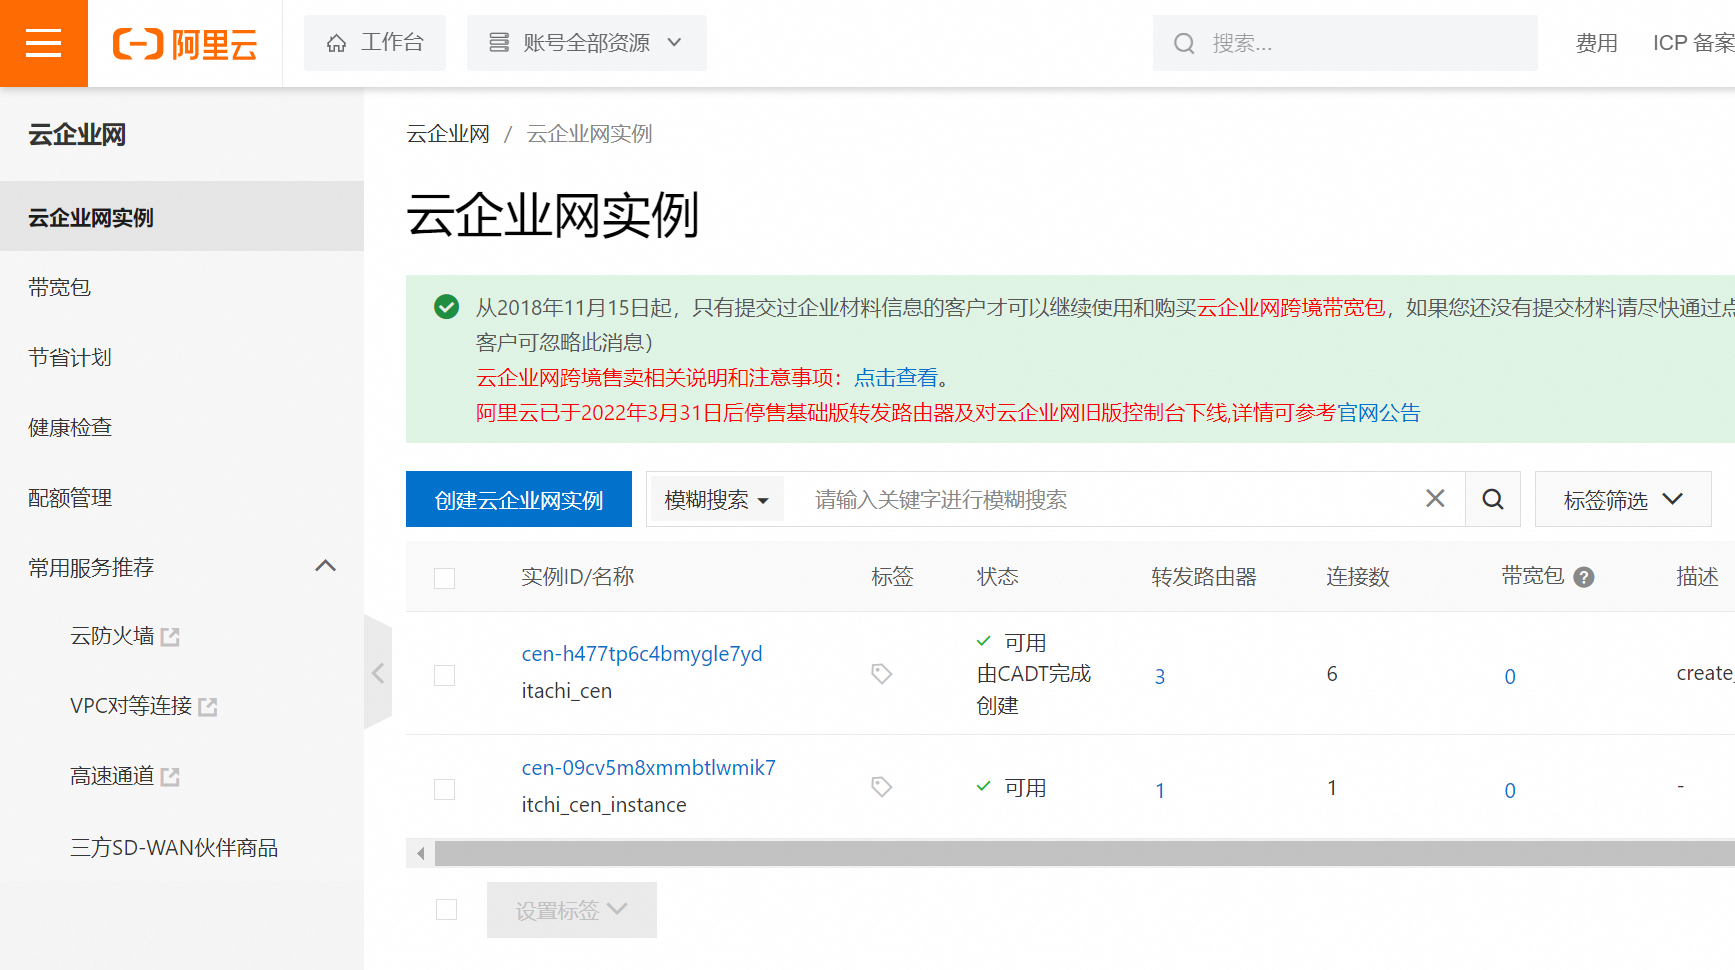 阿里云
工作台
账号全部资源
搜索...
费用
ICP 备案
云企业网
云企业网实例
带宽包
节省计划
健康检查
配额管理
常用服务推荐
云防火墙
VPC对等连接
高速通道
三方SD-WAN伙伴商品
云企业网 / 云企业网实例
云企业网实例
从2018年11月15日起，只有提交过企业材料信息的客户才可以继续使用和购买云企业网跨境带宽包，如果您还没有提交材料请尽快通过点
客户可忽略此消息）
云企业网跨境售卖相关说明和注意事项：点击查看。
阿里云已于2022年3月31日后停售基础版转发路由器及对云企业网旧版控制台下线,详情可参考官网公告
创建云企业网实例
模糊搜索
请输入关键字进行模糊搜索
标签筛选
实例ID/名称 标签 状态 转发路由器 连接数 带宽包 描述
cen-h477tp6c4bmygle7yd
itachi_cen
可用
由CADT完成
创建
3 6 0 create_
cen-09cv5m8xmmbtlwmik7
itchi_cen_instance
可用
1 1 0 -
设置标签